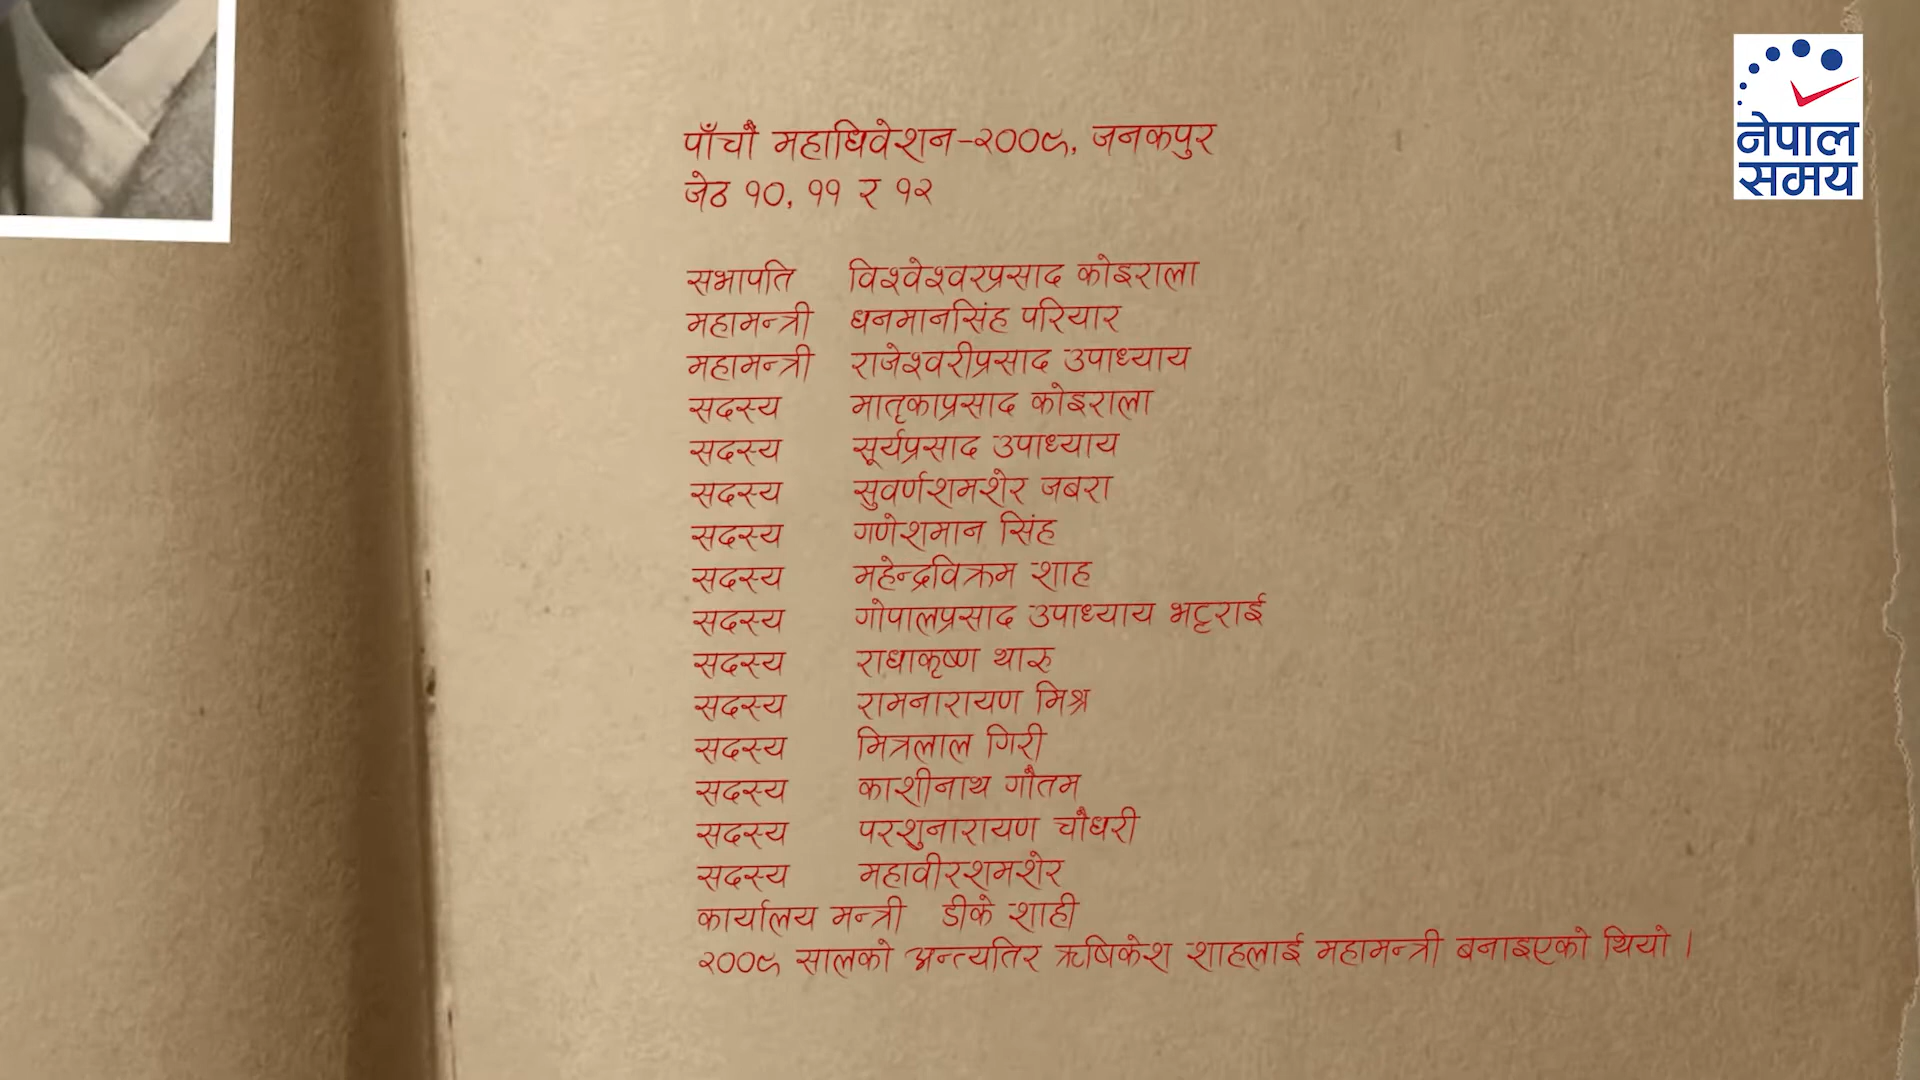 पाँचौं महाधिवेशन-२००९, जनकपुर
जेठ १०, ११ र १२
सभापति विश्वेश्वरप्रसाद कोइराला
महामन्त्री धनमानसिंह परियार
महामन्त्री राजेश्वरीप्रसाद उपाध्याय
सदस्य मातृकाप्रसाद कोइराला
सदस्य सूर्यप्रसाद उपाध्याय
सदस्य सुवर्णशमशेर जबरा
सदस्य गणेशमान सिंह
सदस्य महेन्द्रविक्रम शाह
सदस्य गोपालप्रसाद उपाध्याय भट्टराई
सदस्य राधाकृष्ण थारु
सदस्य रामनारायण मिश्र
सदस्य मित्रलाल गिरी
सदस्य काशीनाथ गौतम
सदस्य परशुनारायण चौधरी
सदस्य महावीरशमशेर
कार्यालय मन्त्री डीके शाही
२००९ सालको अन्त्यतिर ऋषिकेश शाहलाई महामन्त्री बनाइएको थियो ।
नेपाल
समय